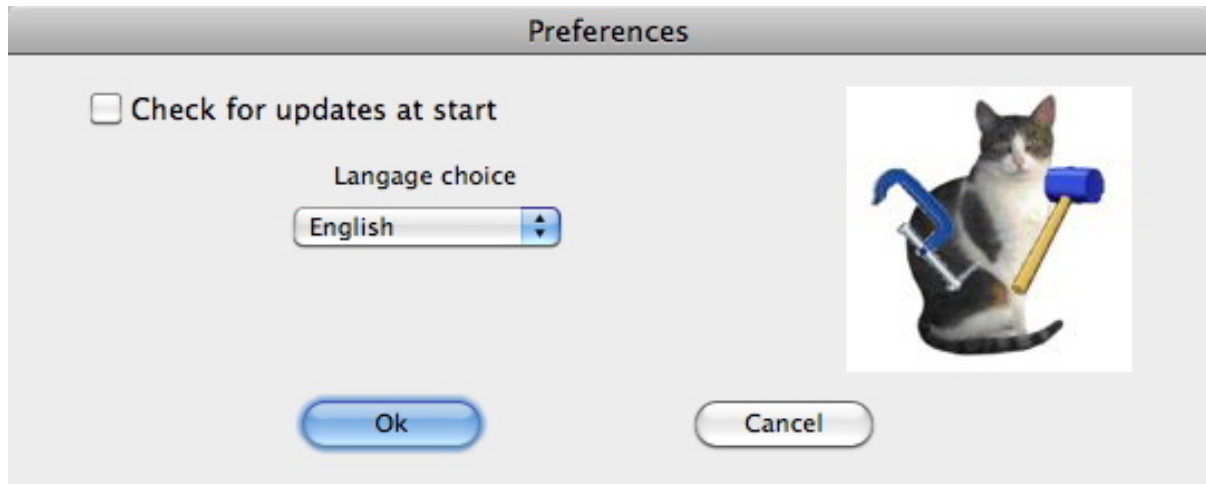 Preferences
Check for updates at start
Langage choice
English
Ok
Cancel